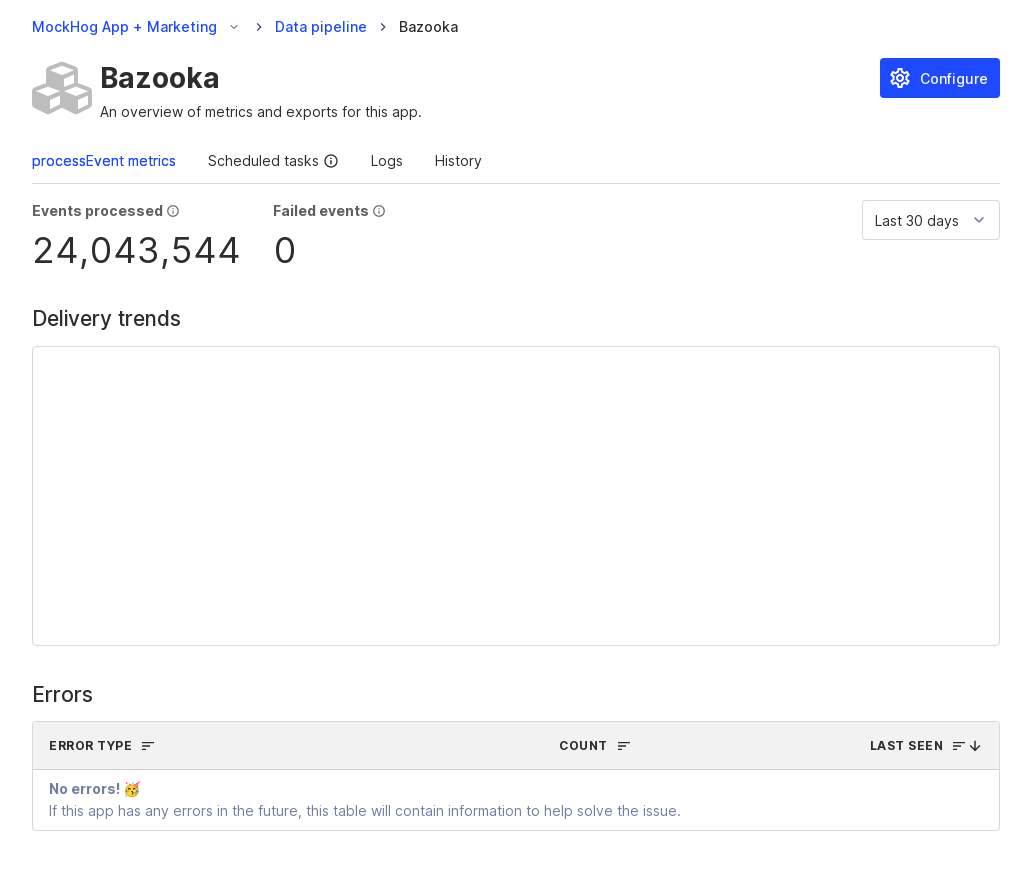 MockHog App + Marketing > Data pipeline > Bazooka
Bazooka
Configure
An overview of metrics and exports for this app.
processEvent metrics Scheduled tasks Logs History
Events processed Failed events
Last 30 days
24,043,544 0
Delivery trends
Errors
ERROR TYPE COUNT LAST SEEN
No errors! 🥳
If this app has any errors in the future, this table will contain information to help solve the issue.